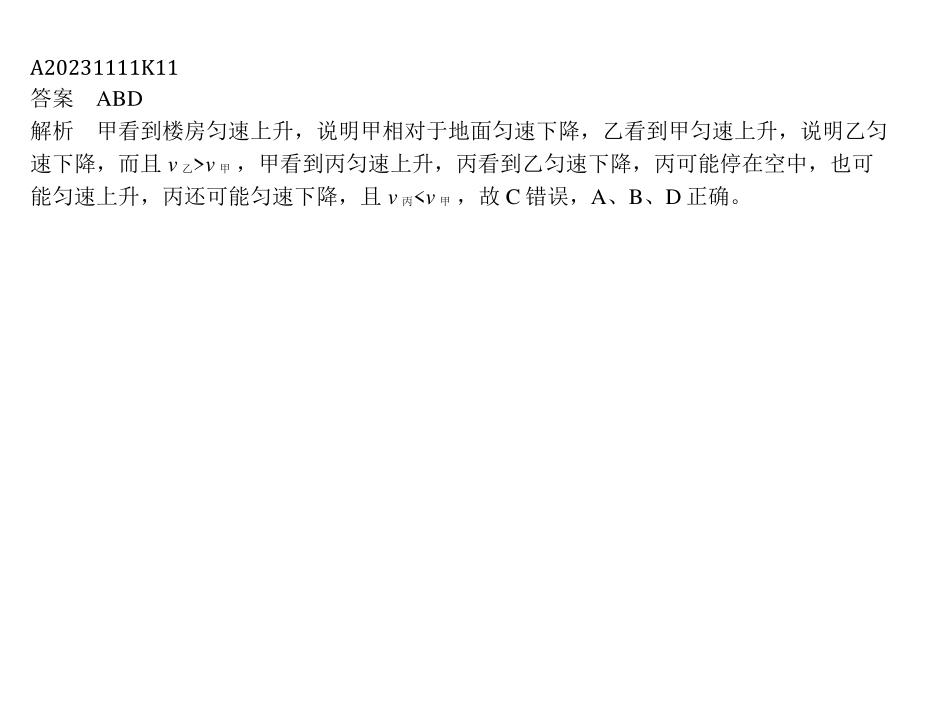 A20231111K11
答案 ABD
解析 甲看到楼房匀速上升，说明甲相对于地面匀速下降，乙看到甲匀速上升，说明乙匀
速下降，而且 v乙>v甲，甲看到丙匀速上升，丙看到乙匀速下降，丙可能停在空中，也可
能匀速上升，丙还可能匀速下降，且 v丙<v甲，故 C 错误，A、B、D 正确。